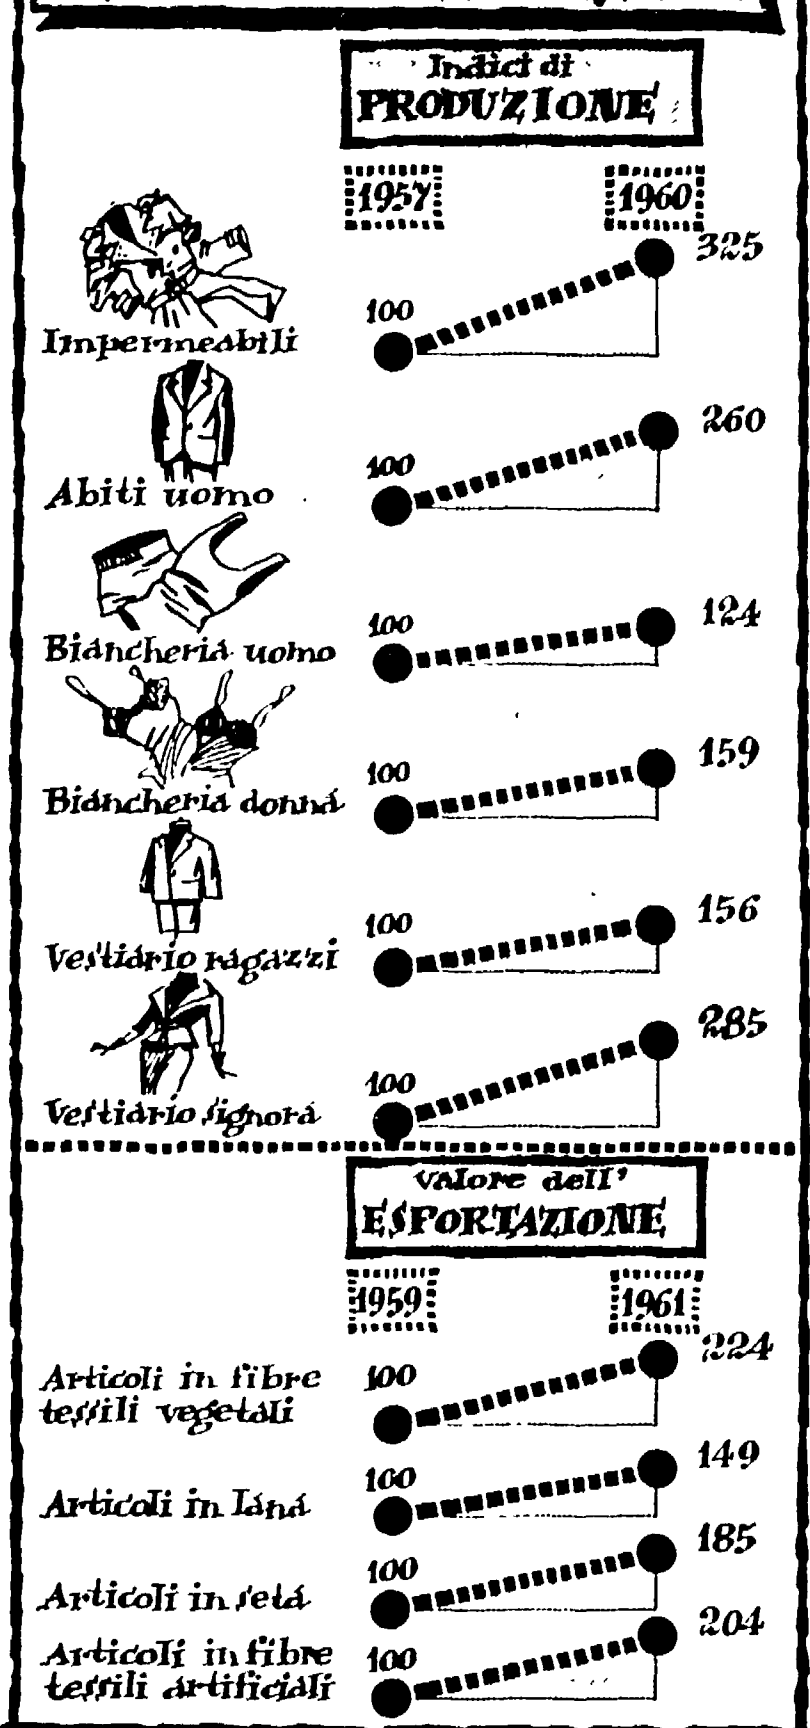 Indici di
PRODUZIONE
1957 1960
Impermeabili 100 325
Abiti uomo 100 260
Biancheria uomo 100 124
Biancheria donna 100 159
Vestiario ragazzi 100 156
Vestiario signora 100 285
Valore dell'
ESPORTAZIONE
1959 1961
Articoli in fibre
tessili vegetali 100 224
Articoli in lana 100 149
Articoli in seta 100 185
Articoli in fibre
tessili artificiali 100 204